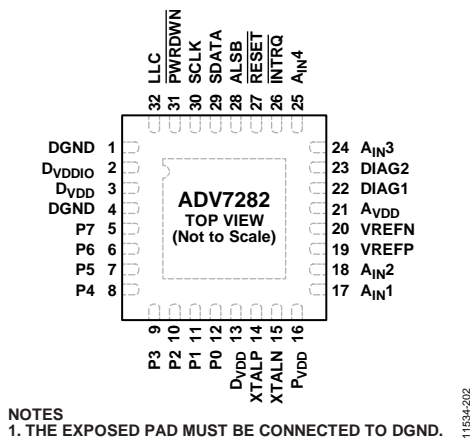 32 LLC
31 PWRDWN
30 SCLK
29 SDATA
28 ALSB
27 RESET
26 INTRQ
25 AIN4
DGND 1
DVDDIO 2
DVDD 3
DGND 4
P7 5
P6 6
P5 7
P4 8
24 AIN3
23 DIAG2
22 DIAG1
21 AVDD
20 VREFN
19 VREFP
18 AIN2
17 AIN1
ADV7282
TOP VIEW
(Not to Scale)
P3 9
P2 10
P1 11
P0 12
DVDD 13
XTALP 14
XTALN 15
PVDD 16
NOTES
1. THE EXPOSED PAD MUST BE CONNECTED TO DGND.
11534-202